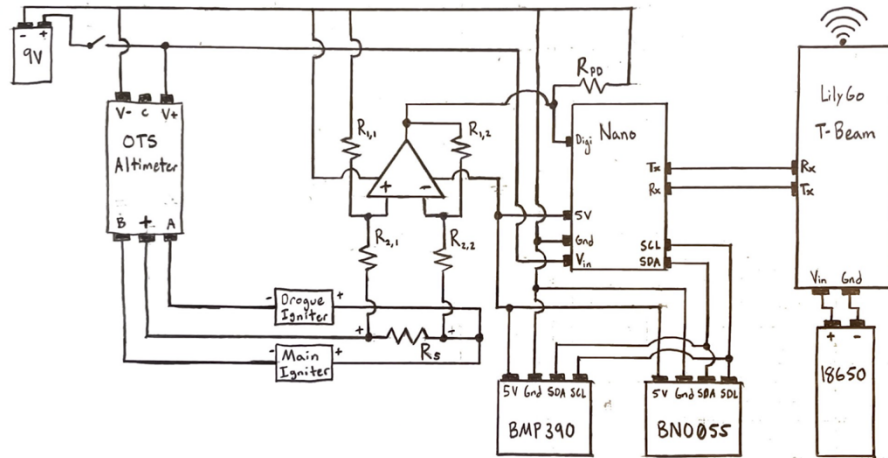 - +
9V
V- C V+
OTS
Altimeter
B + A
- Drogue Igniter +
- Main Igniter +
R1,1
R1,2
+ -
R2,1
R2,2
+ -
Rs
RPD
Nano
Digi
Tx
Rx
5V
Gnd
Vin
SCL
SDA
5V Gnd SDA SCL
BMP390
5V Gnd SDA SDL
BNO055
LilyGo
T-Beam
Rx
Tx
Vin Gnd
+ -
18650